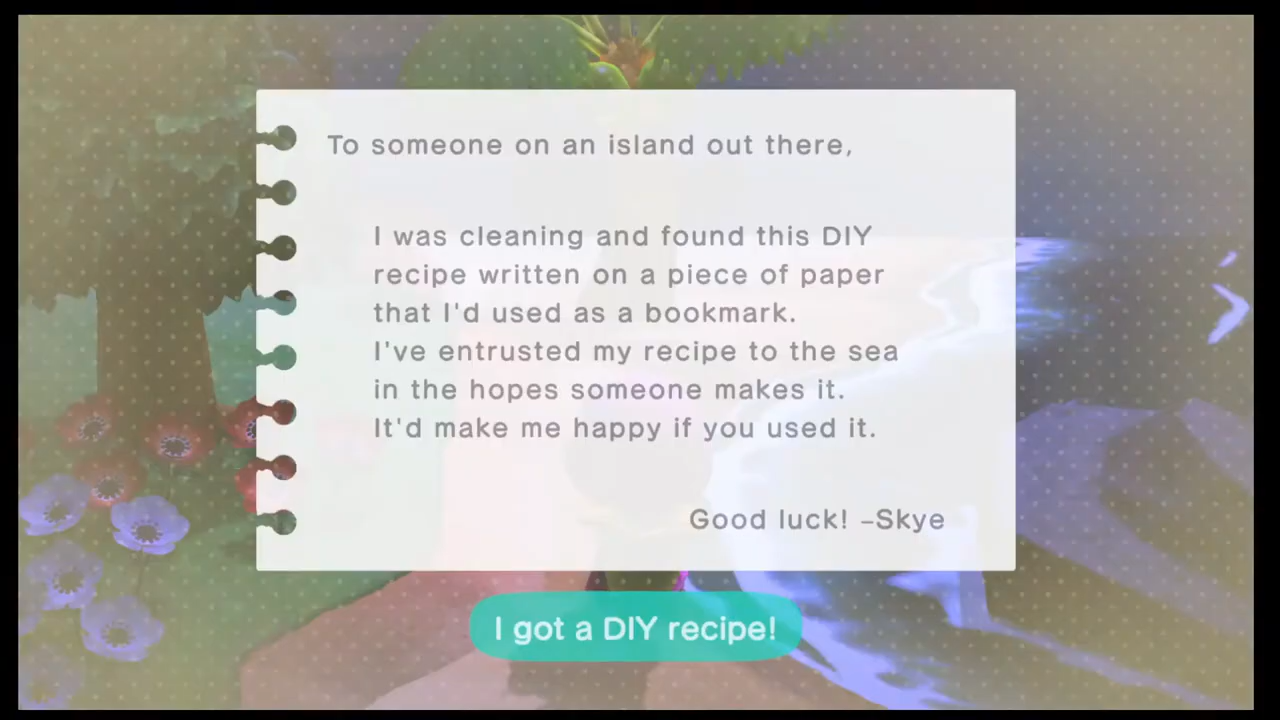 To someone on an island out there,
I was cleaning and found this DIY
recipe written on a piece of paper
that I'd used as a bookmark.
I've entrusted my recipe to the sea
in the hopes someone makes it.
It'd make me happy if you used it.
Good luck! –Skye
I got a DIY recipe!